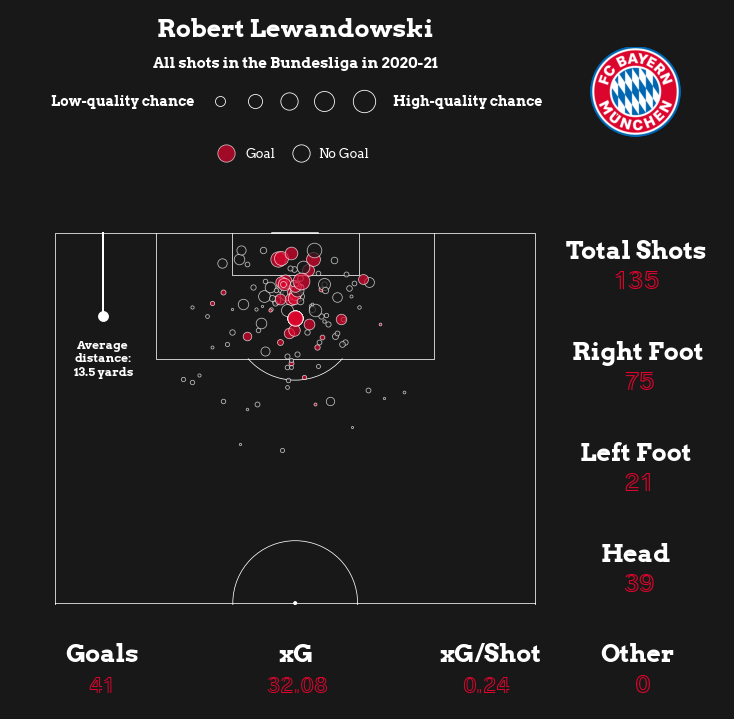 Robert Lewandowski
All shots in the Bundesliga in 2020-21
Low-quality chance High-quality chance
Goal No Goal
FC BAYERN
MÜNCHEN
Average
distance:
13.5 yards
Total Shots
135
Right Foot
75
Left Foot
21
Head
39
Goals xG xG/Shot Other
41 32.08 0.24 0